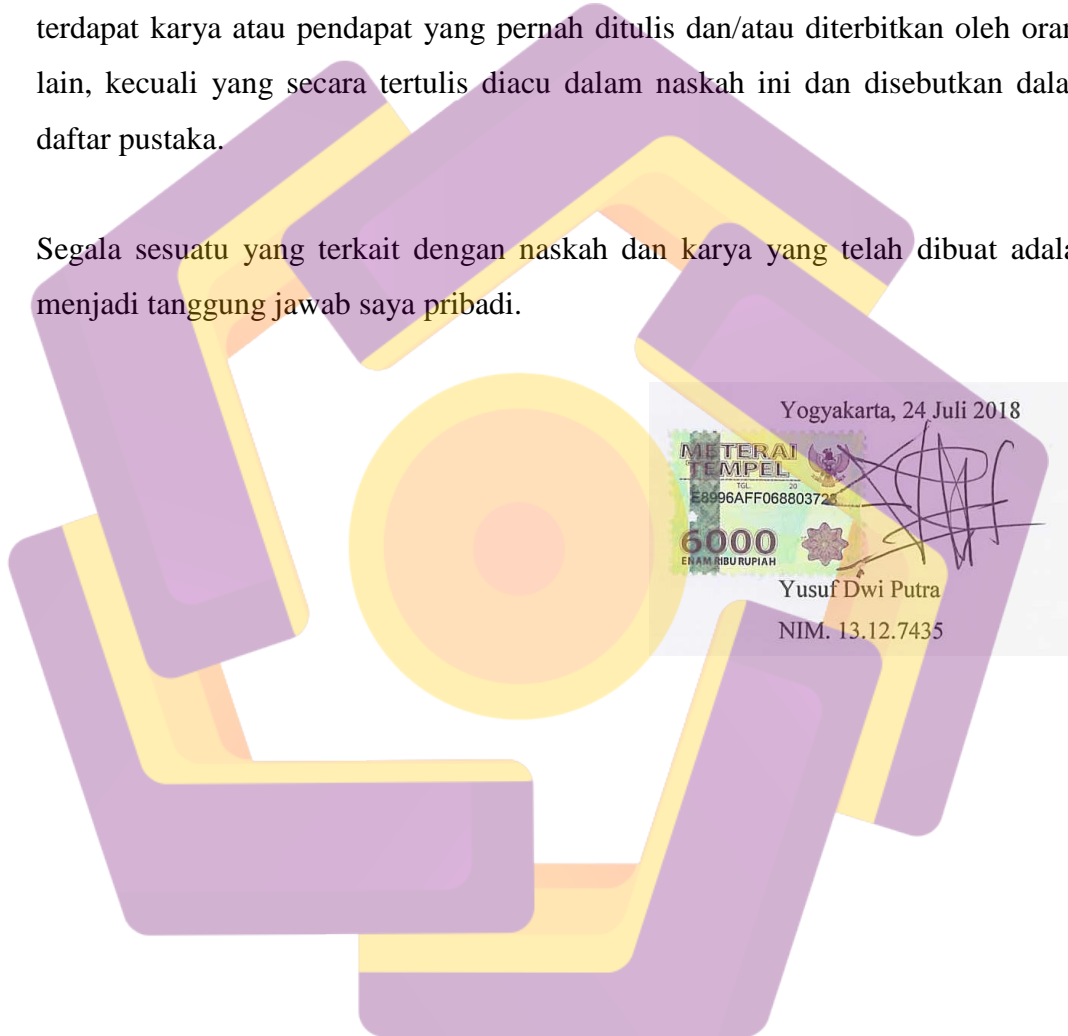 terdapat karya atau pendapat yang pernah ditulis dan/atau diterbitkan oleh oran
lain, kecuali yang secara tertulis diacu dalam naskah ini dan disebutkan dala
daftar pustaka.
Segala sesuatu yang terkait dengan naskah dan karya yang telah dibuat adala
menjadi tanggung jawab saya pribadi.
Yogyakarta, 24 Juli 2018
METERAI
TEMPEL
TGL. 20
E8996AFF068803728
6000
ENAM RIBU RUPIAH
Yusuf Dwi Putra
NIM. 13.12.7435